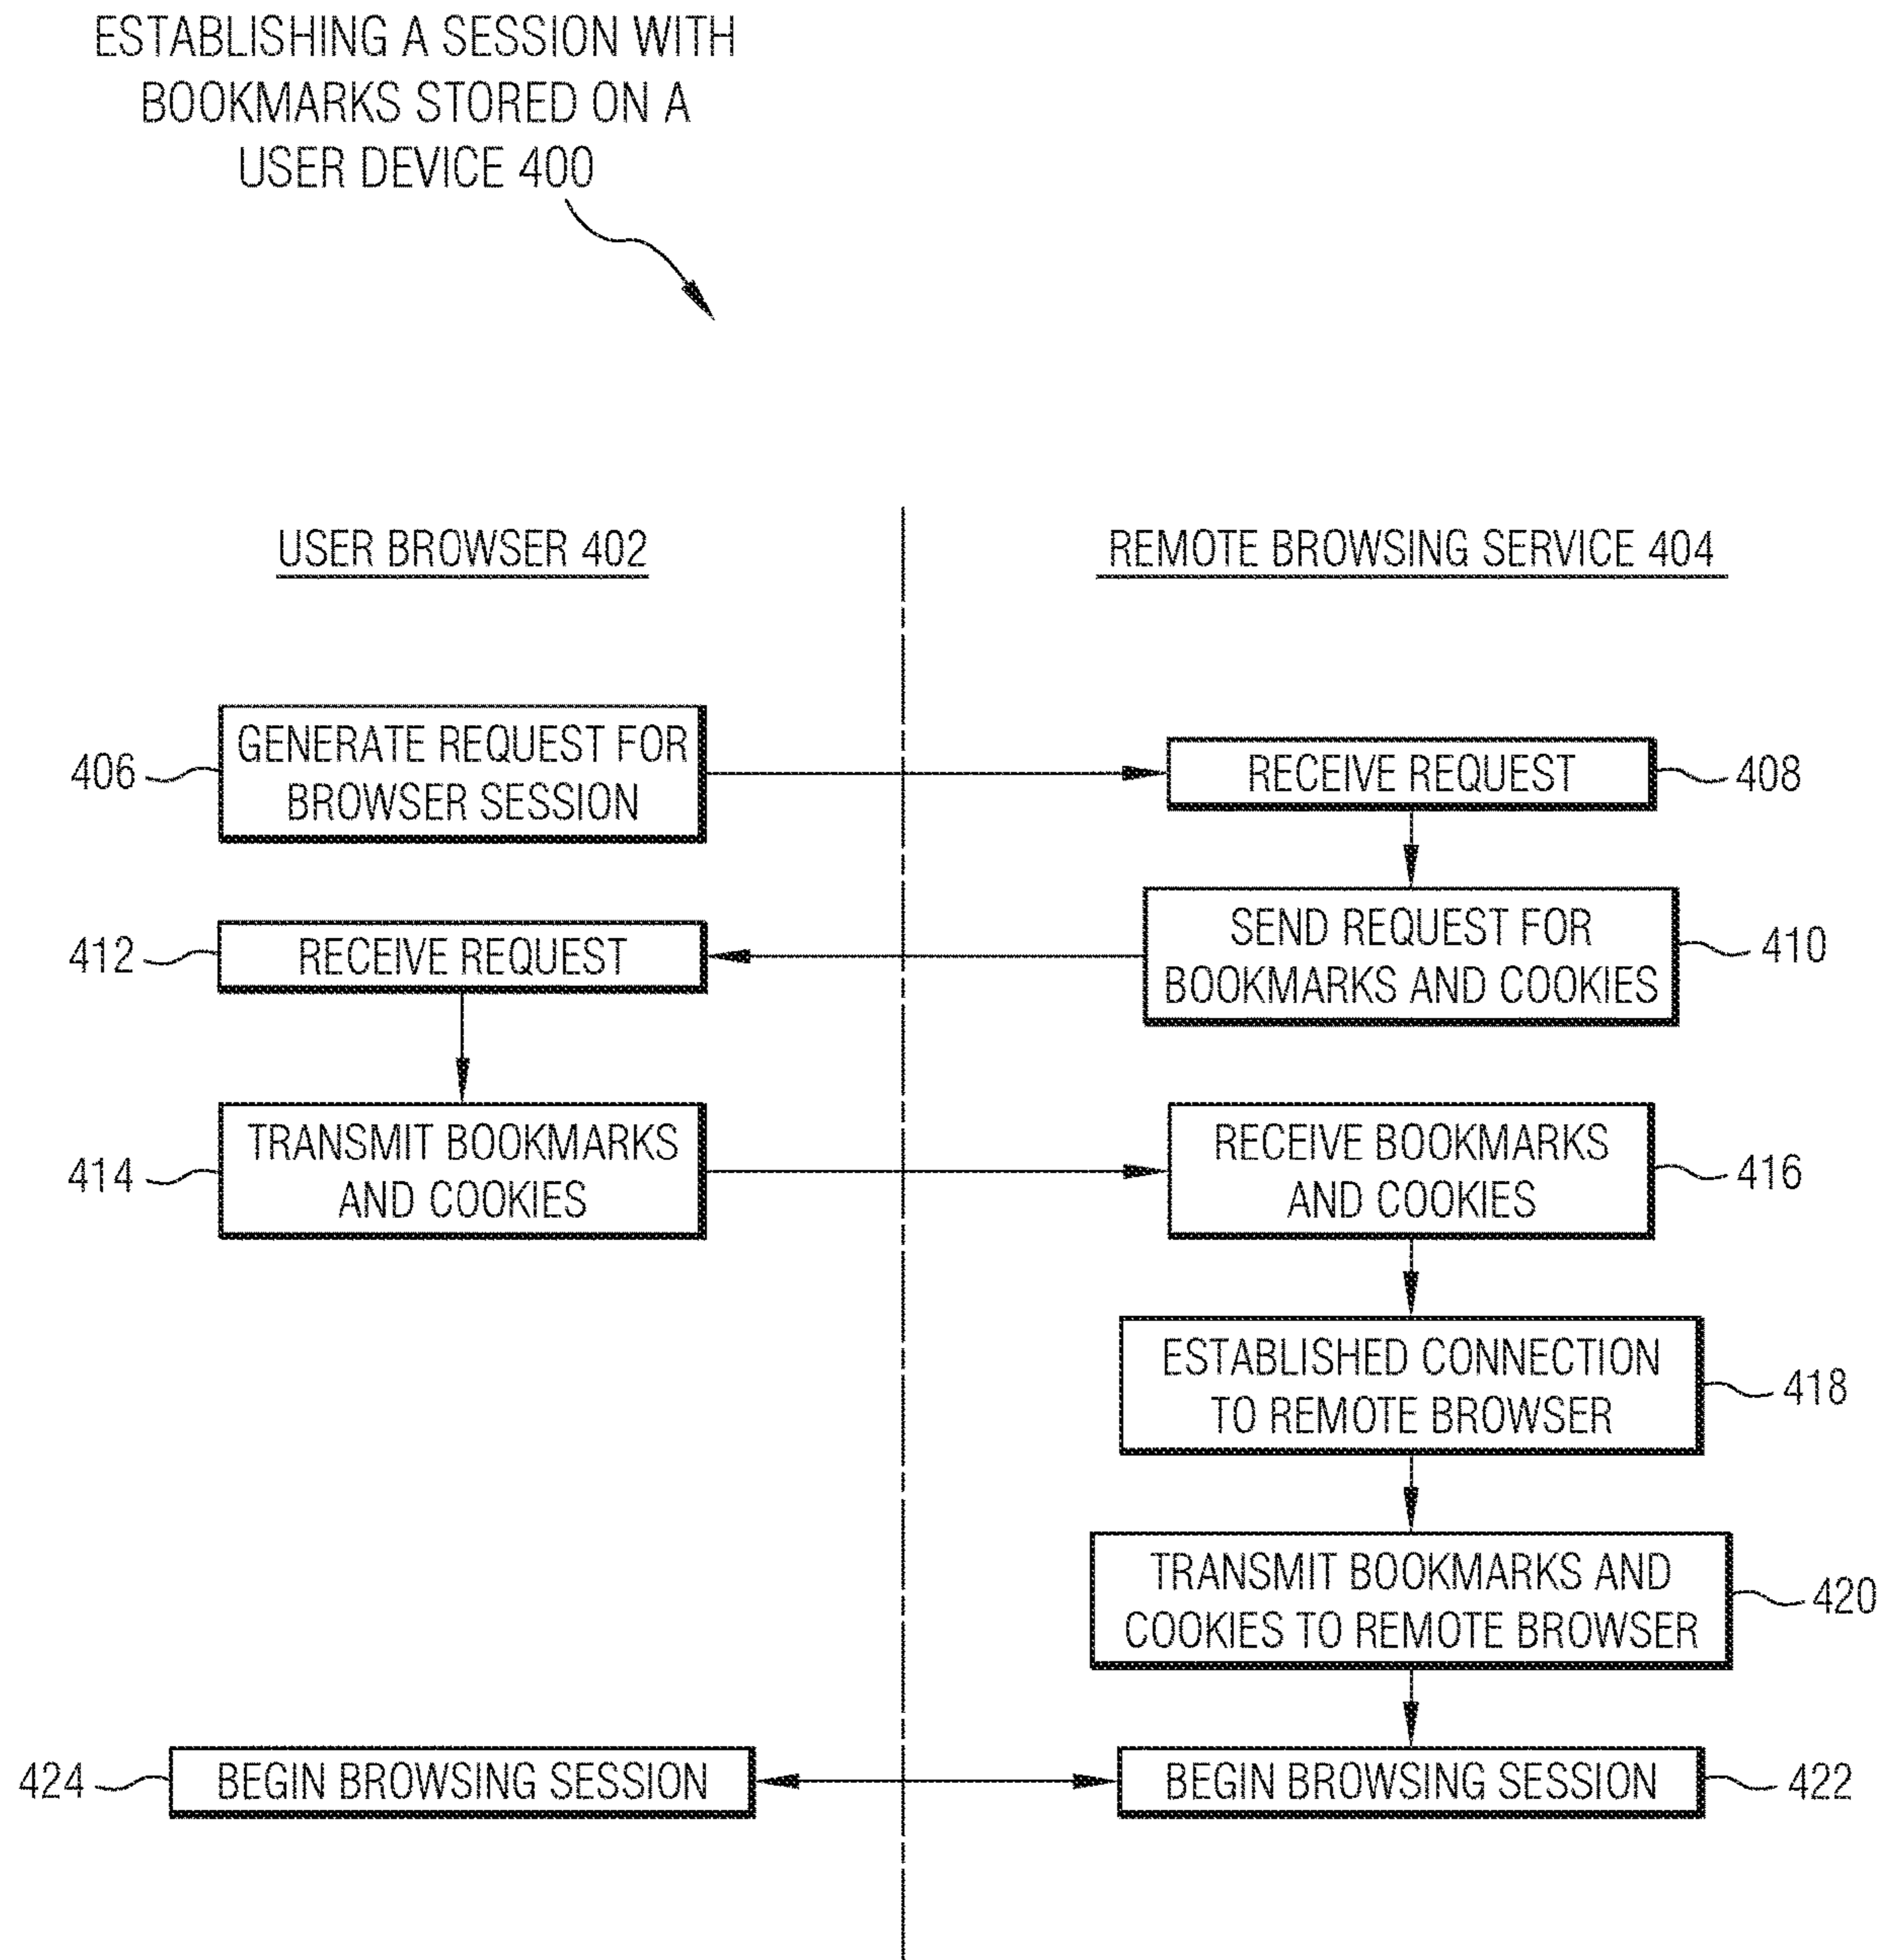 ESTABLISHING A SESSION WITH
BOOKMARKS STORED ON A
USER DEVICE 400
USER BROWSER 402
REMOTE BROWSING SERVICE 404
406
GENERATE REQUEST FOR
BROWSER SESSION
RECEIVE REQUEST
408
SEND REQUEST FOR
BOOKMARKS AND COOKIES
410
412
RECEIVE REQUEST
414
TRANSMIT BOOKMARKS
AND COOKIES
RECEIVE BOOKMARKS
AND COOKIES
416
ESTABLISHED CONNECTION
TO REMOTE BROWSER
418
TRANSMIT BOOKMARKS AND
COOKIES TO REMOTE BROWSER
420
424
BEGIN BROWSING SESSION
BEGIN BROWSING SESSION
422